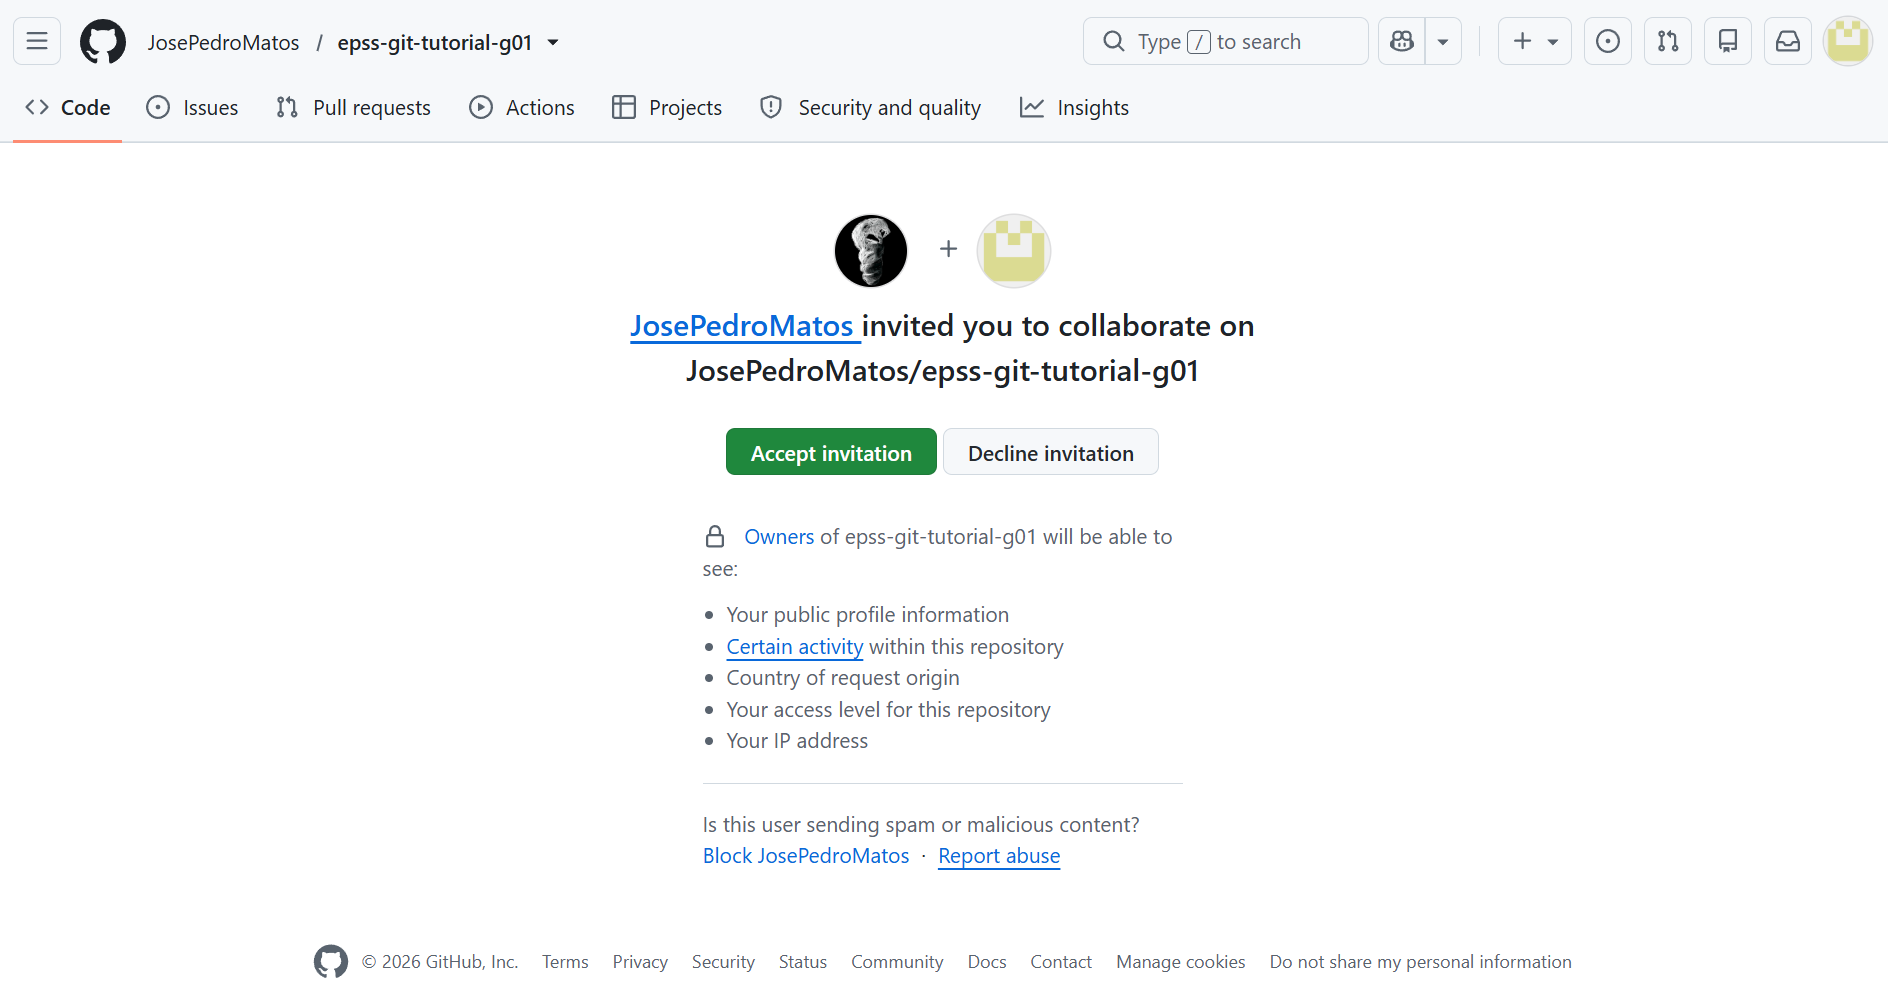 JosePedroMatos / epss-git-tutorial-g01
Type / to search
Code Issues Pull requests Actions Projects Security and quality Insights
JosePedroMatos invited you to collaborate on
JosePedroMatos/epss-git-tutorial-g01
Accept invitation Decline invitation
Owners of epss-git-tutorial-g01 will be able to
see:
Your public profile information
Certain activity within this repository
Country of request origin
Your access level for this repository
Your IP address
Is this user sending spam or malicious content?
Block JosePedroMatos · Report abuse
© 2026 GitHub, Inc. Terms Privacy Security Status Community Docs Contact Manage cookies Do not share my personal information